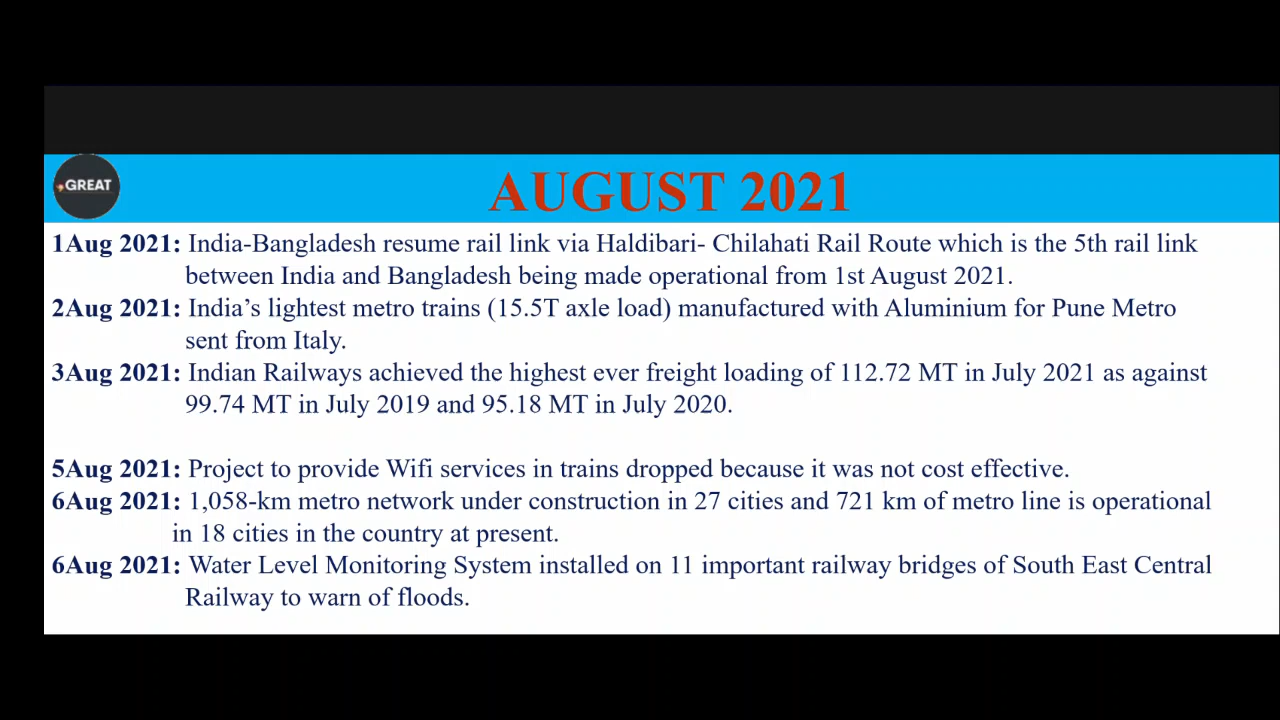 GREAT
AUGUST 2021
1Aug 2021: India-Bangladesh resume rail link via Haldibari- Chilahati Rail Route which is the 5th rail link
between India and Bangladesh being made operational from 1st August 2021.
2Aug 2021: India’s lightest metro trains (15.5T axle load) manufactured with Aluminium for Pune Metro
sent from Italy.
3Aug 2021: Indian Railways achieved the highest ever freight loading of 112.72 MT in July 2021 as against
99.74 MT in July 2019 and 95.18 MT in July 2020.
5Aug 2021: Project to provide Wifi services in trains dropped because it was not cost effective.
6Aug 2021: 1,058-km metro network under construction in 27 cities and 721 km of metro line is operational
in 18 cities in the country at present.
6Aug 2021: Water Level Monitoring System installed on 11 important railway bridges of South East Central
Railway to warn of floods.